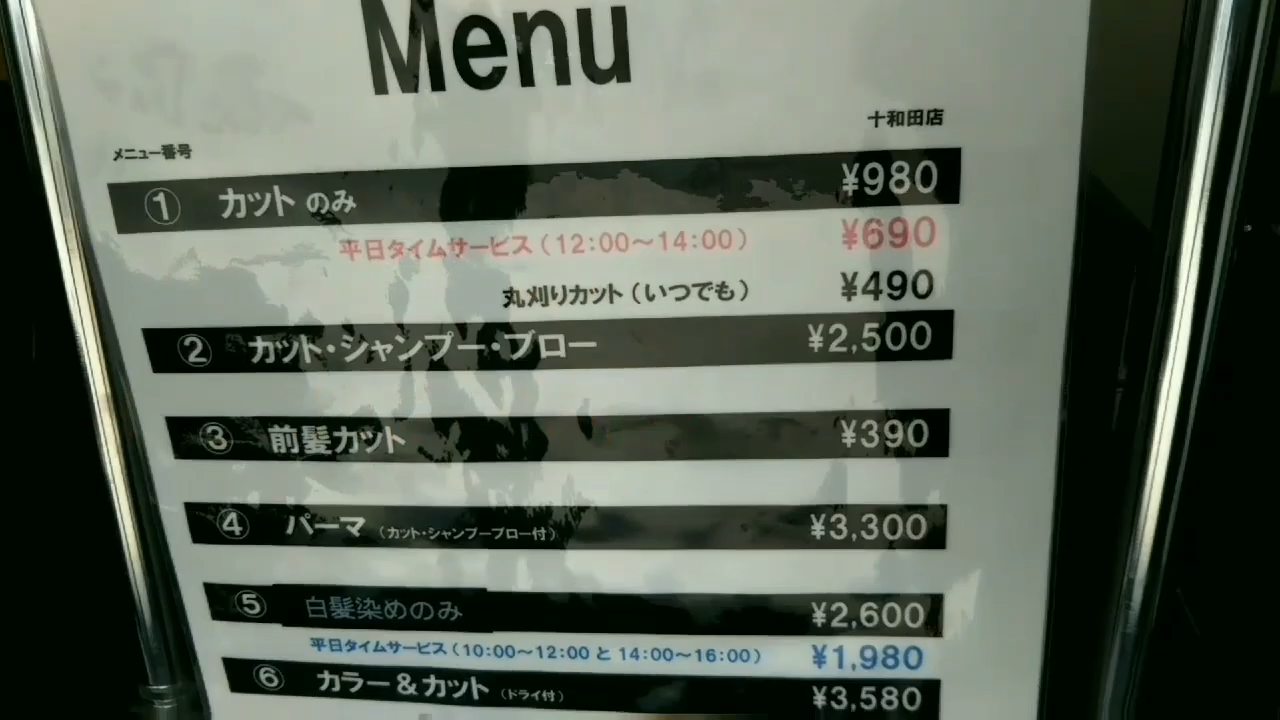 Menu
十和田店
メニュー番号
① カット のみ ¥980
平日タイムサービス（12:00～14:00） ¥690
丸刈りカット（いつでも） ¥490
② カット・シャンプー・ブロー ¥2,500
③ 前髪カット ¥390
④ パーマ （カット・シャンプーブロー付） ¥3,300
⑤ 白髪染めのみ ¥2,600
平日タイムサービス（10:00～12:00 と 14:00～16:00） ¥1,980
⑥ カラー＆カット （ドライ付） ¥3,580